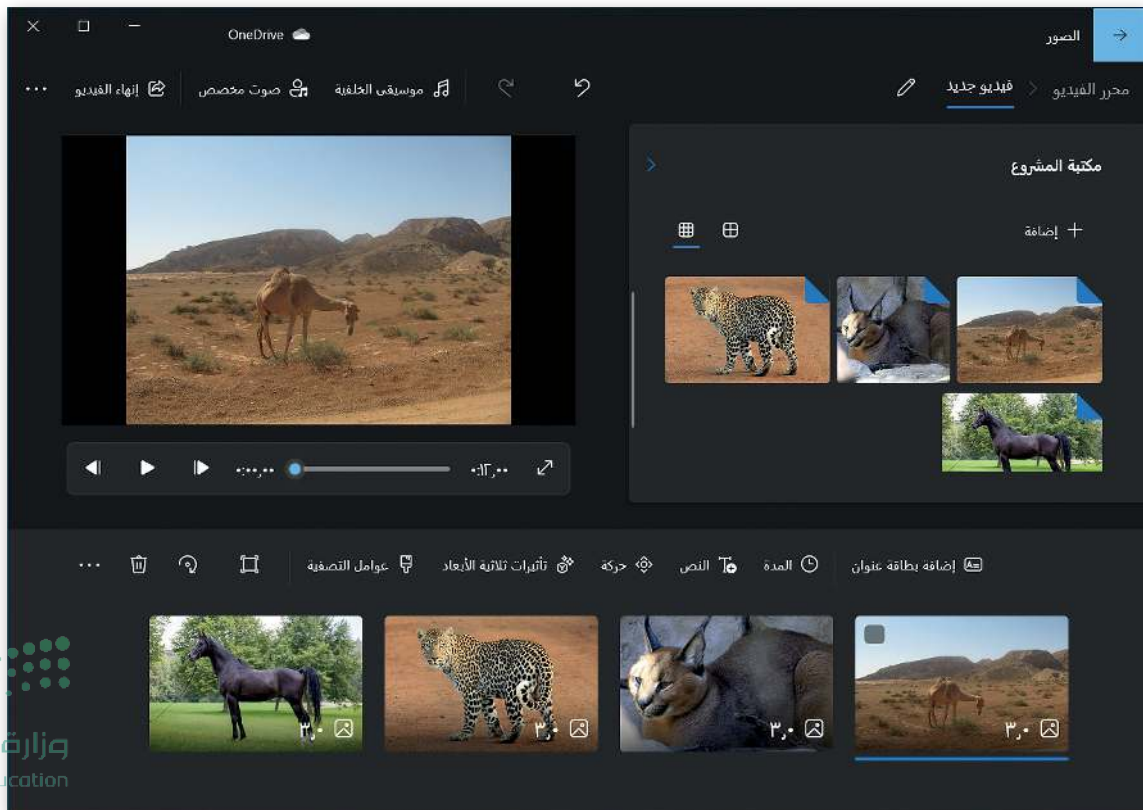 الصور
OneDrive
محرر الفيديو > فيديو جديد
موسيقى الخلفية
صوت مخصص
إنهاء الفيديو
مكتبة المشروع
+ إضافة
٠:٠٠,٠٠
٠:١٢,٠٠
إضافة بطاقة عنوان
المدة
النص
حركة
تأثيرات ثلاثية الأبعاد
عوامل التصفية
٣,٠
٣,٠
٣,٠
٣,٠
وزارة
ucation